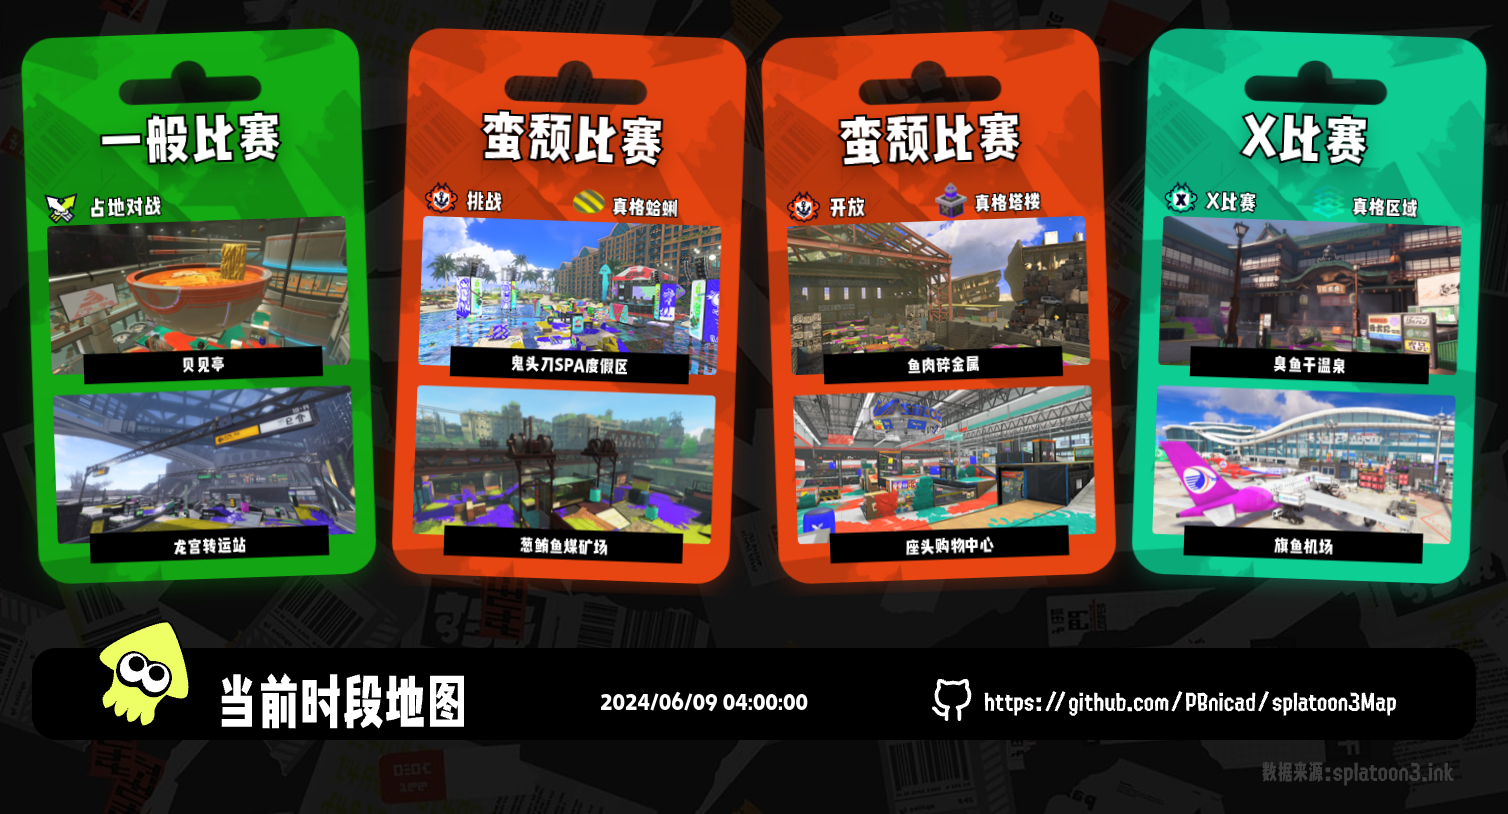 一般比赛
占地对战
贝贝亭
龙宫转运站
蛮颓比赛
挑战
真格蛤蜊
鬼头刀SPA度假区
葱鲔鱼煤矿场
蛮颓比赛
开放
真格塔楼
鱼肉碎金属
座头购物中心
X比赛
X比赛
真格区域
臭鱼干温泉
旗鱼机场
当前时段地图
2024/06/09 04:00:00
https://github.com/PBnicad/splatoon3Map
数据来源:splatoon3.ink